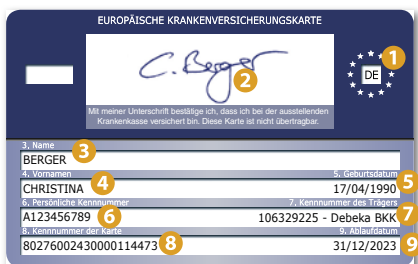 EUROPÄISCHE KRANKENVERSICHERUNGSKARTE
1
DE
C. Berger
2
Mit meiner Unterschrift bestätige ich, dass ich bei der ausstellenden
Krankenkasse versichert bin. Diese Karte ist nicht übertragbar.
3. Name
3
BERGER
4. Vornamen
5. Geburtsdatum
CHRISTINA
4
17/04/1990
5
6. Persönliche Kennnummer
7. Kennnummer des Trägers
A123456789
6
106329225 - Debeka BKK
7
8. Kennnummer der Karte
9. Ablaufdatum
80276002430000114473
8
31/12/2023
9